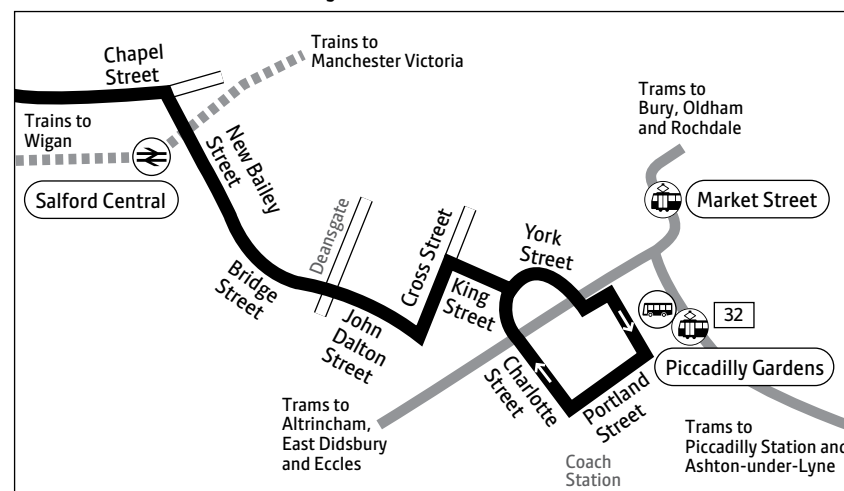 Chapel
Street
Trains to
Manchester Victoria
Trams to
Bury, Oldham
and Rochdale
Trains to
Wigan
New Bailey
Street
Salford Central
Market Street
Deansgate
Cross Street
York
Street
Bridge
Street
King
Street
32
John
Dalton
Street
Charlotte
Street
Portland
Street
Piccadilly Gardens
Trams to
Altrincham,
East Didsbury
and Eccles
Trams to
Piccadilly Station and
Ashton-under-Lyne
Coach
Station